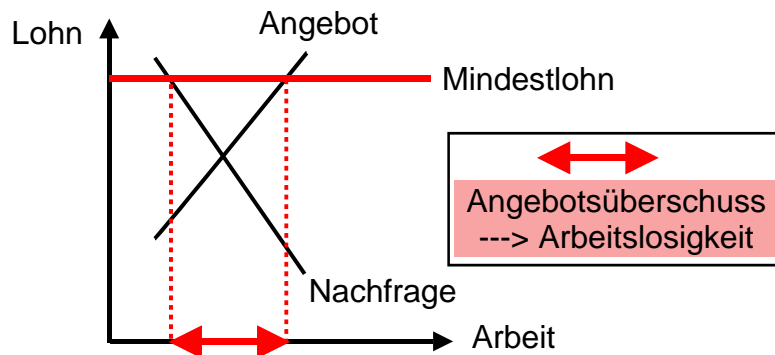 Lohn
Angebot
Mindestlohn
Angebotsüberschuss
---> Arbeitslosigkeit
Nachfrage
Arbeit